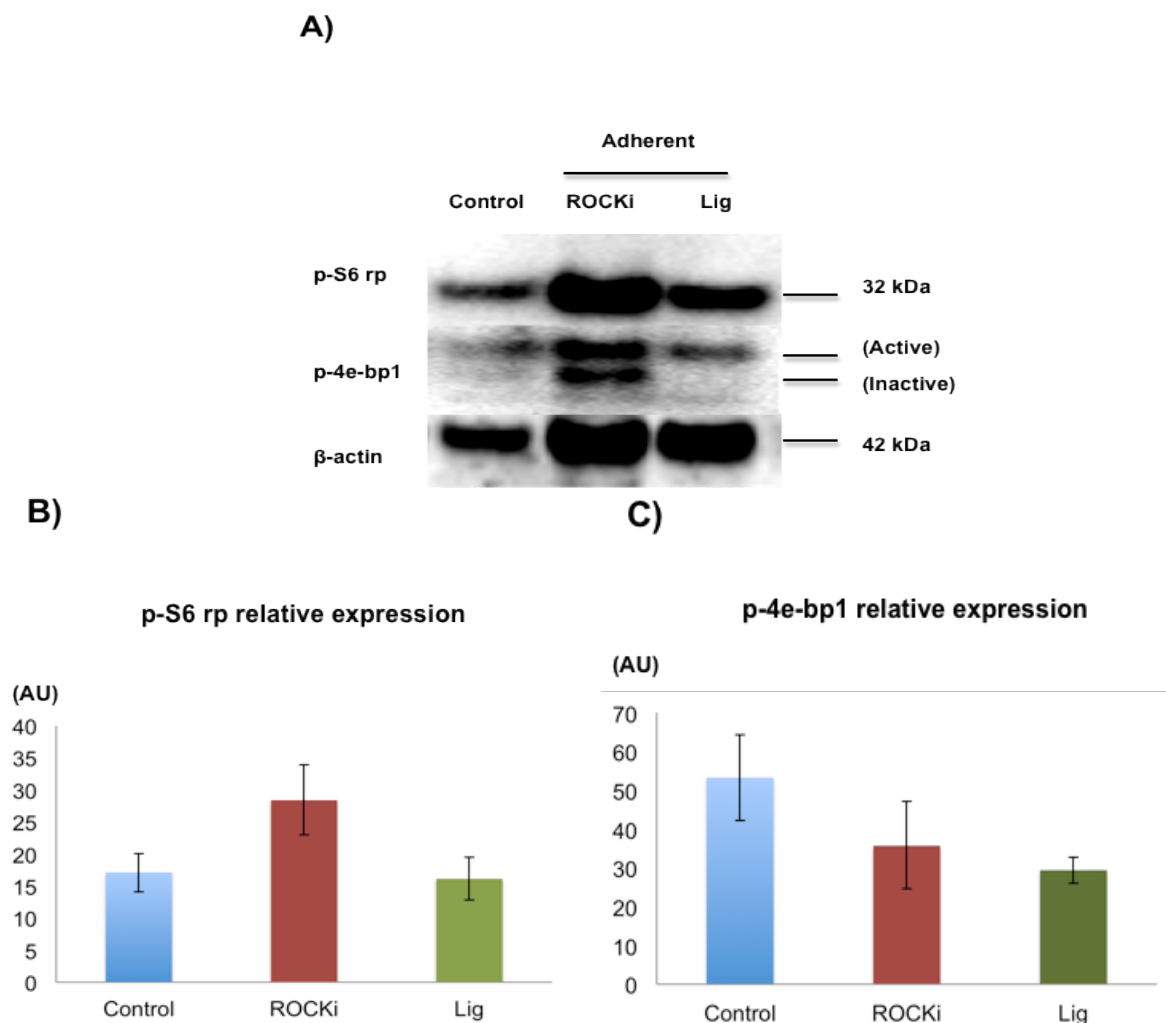 A)
Adherent
Control ROCKi Lig
p-S6 rp 32 kDa
(Active)
p-4e-bp1
(Inactive)
β-actin 42 kDa
B)
C)
p-S6 rp relative expression
p-4e-bp1 relative expression
(AU)
40
35
30
25
20
15
10
5
0
Control ROCKi Lig
(AU)
70
60
50
40
30
20
10
0
Control ROCKi Lig